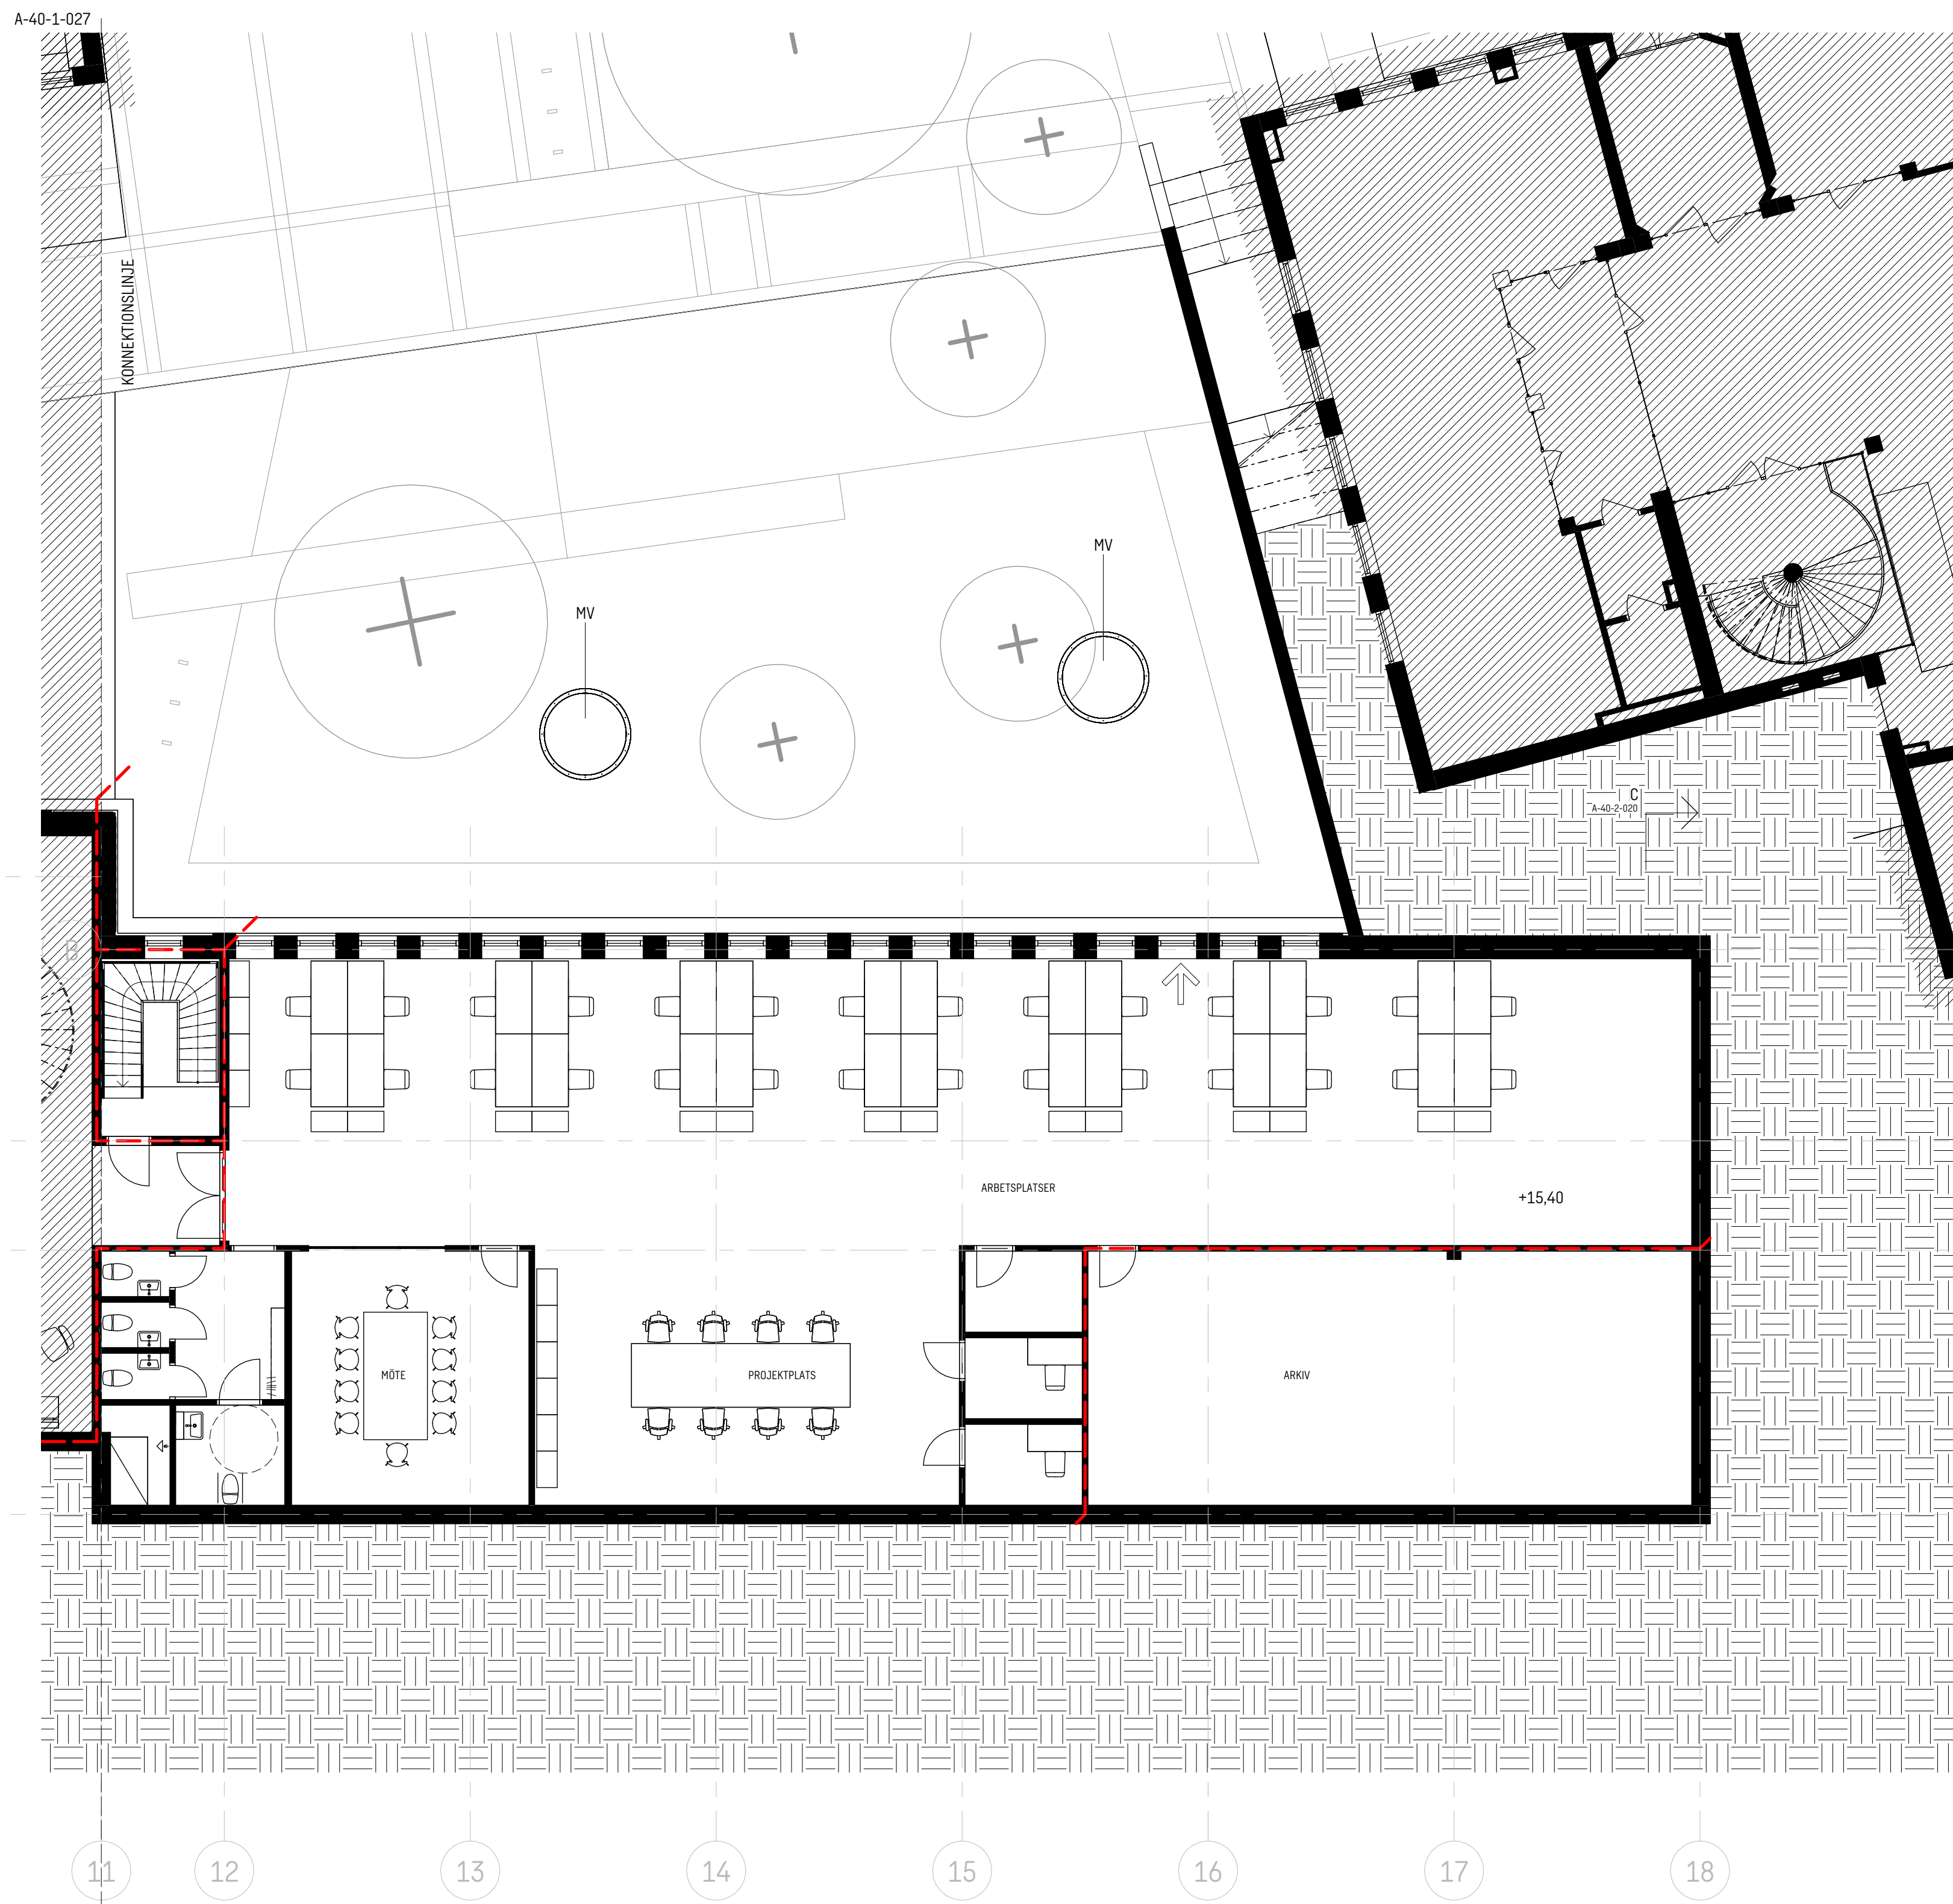 A-40-1-027
KONNEKTIONSLINJE
MV
MV
C
A-40-2-020
B
ARBETSPLATSER
+15,40
MÖTE
PROJEKTPLATS
ARKIV
11
12
13
14
15
16
17
18